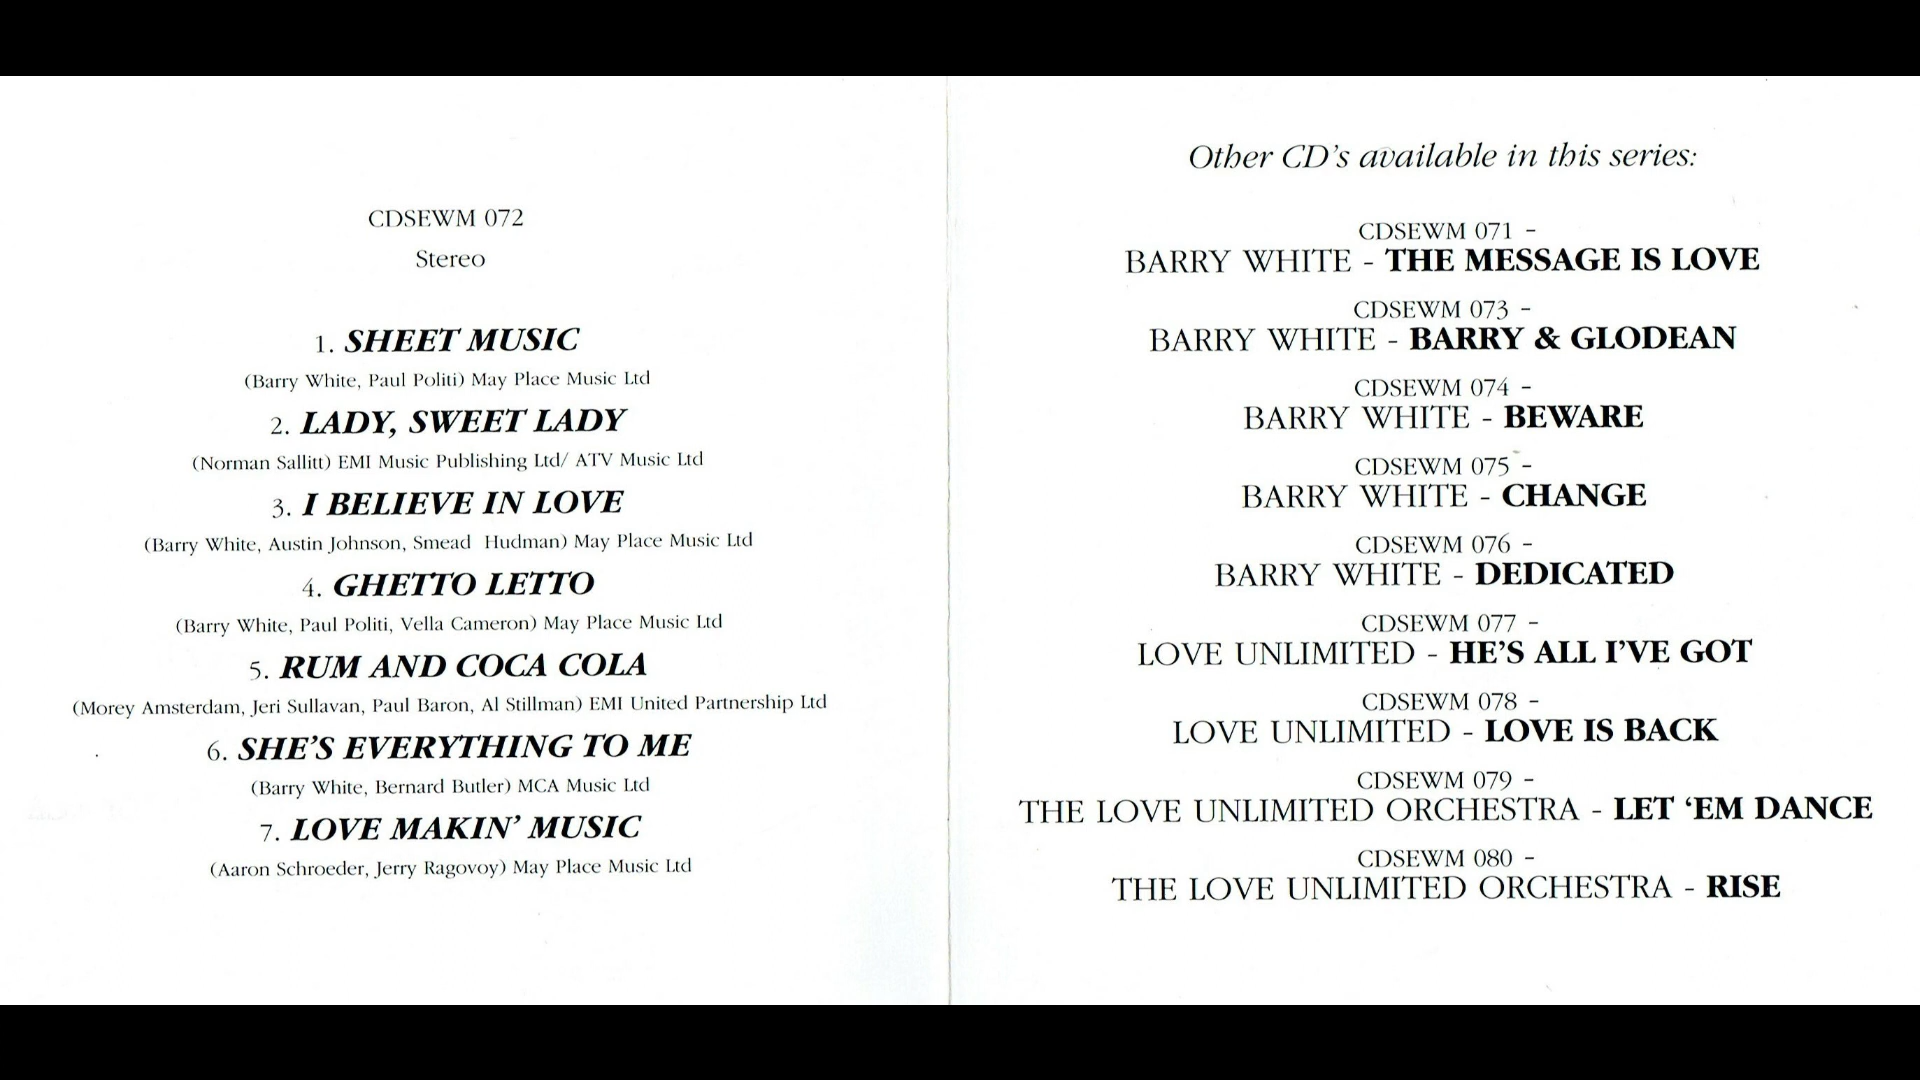 CDSEWM 072
Stereo
1. SHEET MUSIC
(Barry White, Paul Politi) May Place Music Ltd
2. LADY, SWEET LADY
(Norman Sallitt) EMI Music Publishing Ltd/ ATV Music Ltd
3. I BELIEVE IN LOVE
(Barry White, Austin Johnson, Smead Hudman) May Place Music Ltd
4. GHETTO LETTO
(Barry White, Paul Politi, Vella Cameron) May Place Music Ltd
5. RUM AND COCA COLA
(Morey Amsterdam, Jeri Sullavan, Paul Baron, Al Stillman) EMI United Partnership Ltd
6. SHE'S EVERYTHING TO ME
(Barry White, Bernard Butler) MCA Music Ltd
7. LOVE MAKIN' MUSIC
(Aaron Schroeder, Jerry Ragovoy) May Place Music Ltd
Other CD's available in this series:
CDSEWM 071 -
BARRY WHITE - THE MESSAGE IS LOVE
CDSEWM 073 -
BARRY WHITE - BARRY & GLODEAN
CDSEWM 074 -
BARRY WHITE - BEWARE
CDSEWM 075 -
BARRY WHITE - CHANGE
CDSEWM 076 -
BARRY WHITE - DEDICATED
CDSEWM 077 -
LOVE UNLIMITED - HE'S ALL I'VE GOT
CDSEWM 078 -
LOVE UNLIMITED - LOVE IS BACK
CDSEWM 079 -
THE LOVE UNLIMITED ORCHESTRA - LET 'EM DANCE
CDSEWM 080 -
THE LOVE UNLIMITED ORCHESTRA - RISE